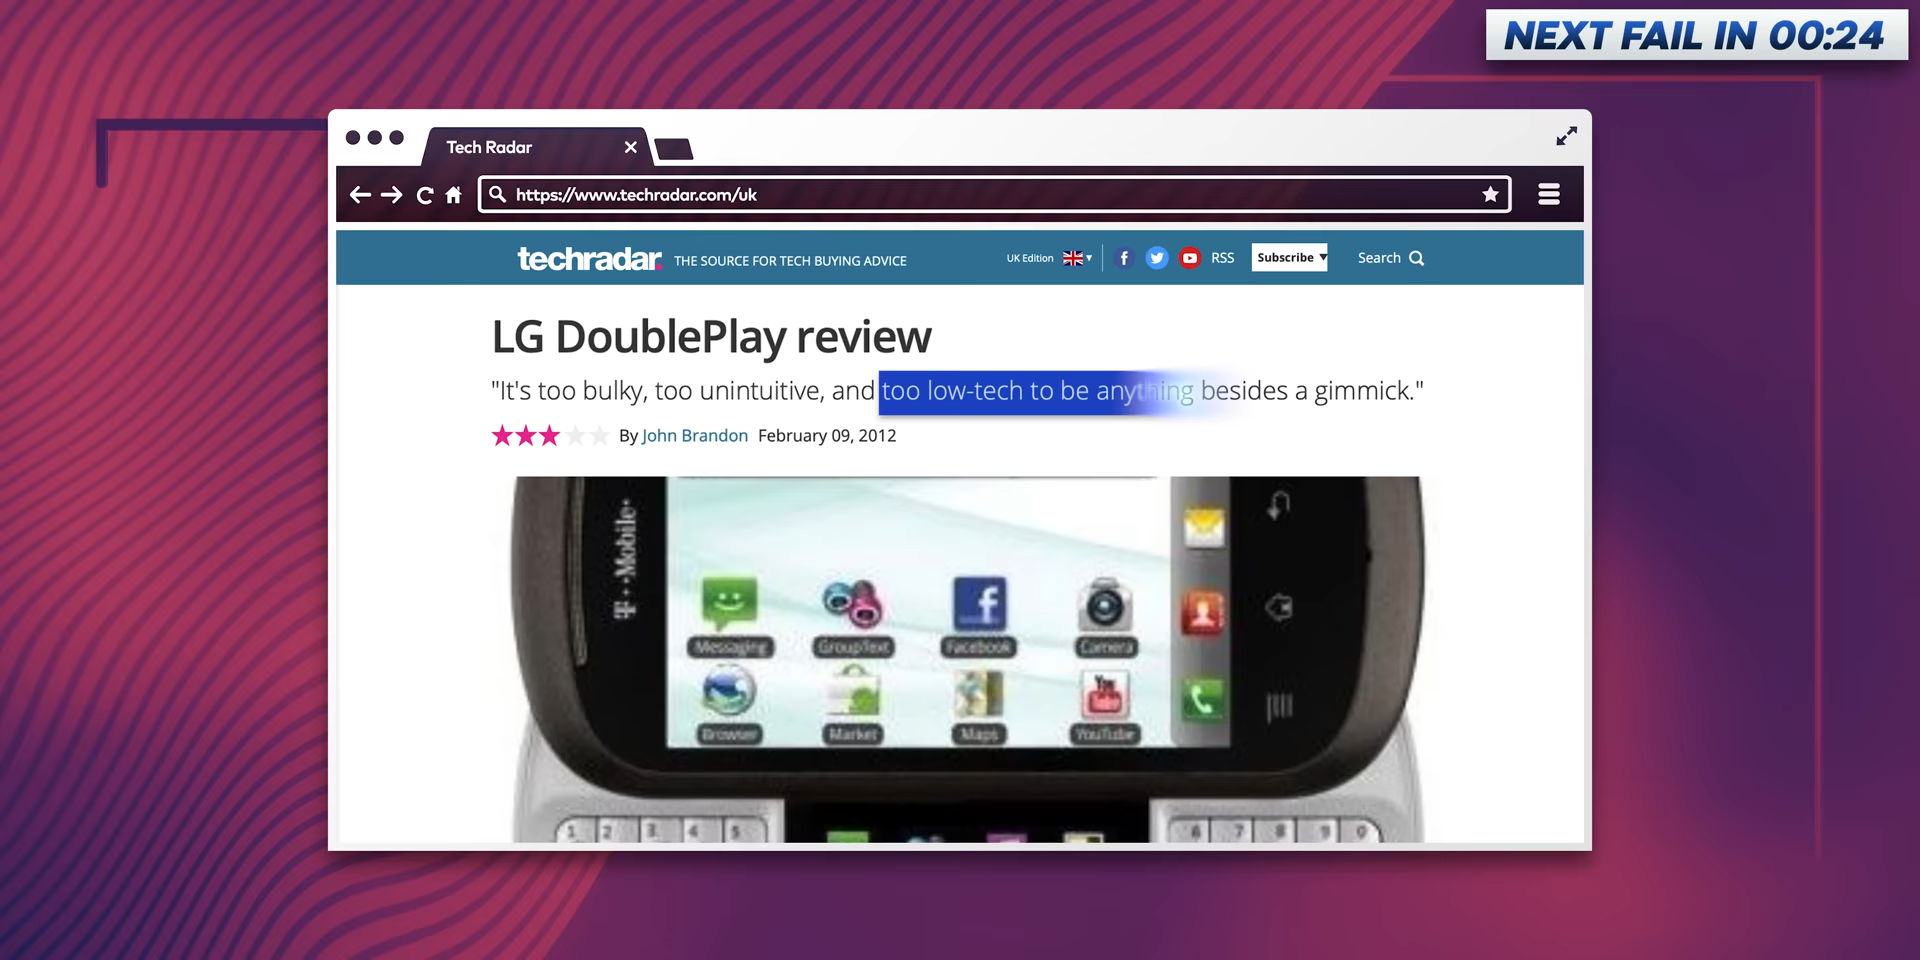 NEXT FAIL IN 00:24
Tech Radar
https://www.techradar.com/uk
techradar. THE SOURCE FOR TECH BUYING ADVICE UK Edition RSS Subscribe Search
LG DoublePlay review
"It's too bulky, too unintuitive, and too low-tech to be anything besides a gimmick."
By John Brandon February 09, 2012
T··Mobile·
Messaging GroupText Facebook Camera
You
Tube
Browser Market Maps YouTube
1 2 3 4 5 6 7 8 9 0